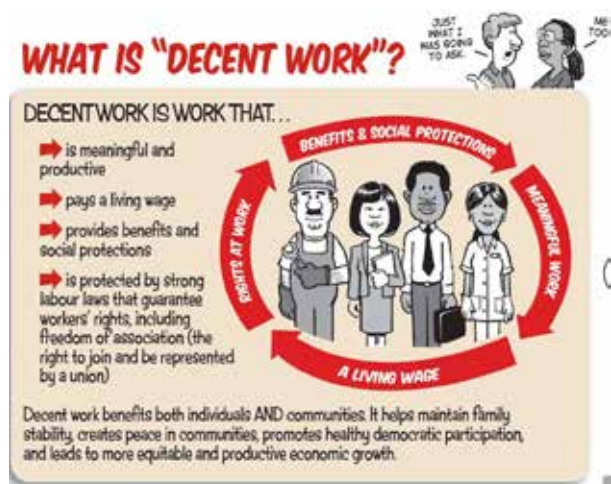 WHAT IS "DECENT WORK"?
JUST
WHAT I
WAS GOING
TO ASK.
ME
TOO
DECENT WORK IS WORK THAT...
is meaningful and
productive
pays a living wage
provides benefits and
social protections
is protected by strong
labour laws that guarantee
workers' rights, including
freedom of association (the
right to join and be represented
by a union)
BENEFITS & SOCIAL PROTECTIONS
MEANINGFUL WORK
A LIVING WAGE
RIGHTS AT WORK
Decent work benefits both individuals AND communities. It helps maintain family
stability, creates peace in communities, promotes healthy democratic participation,
and leads to more equitable and productive economic growth.